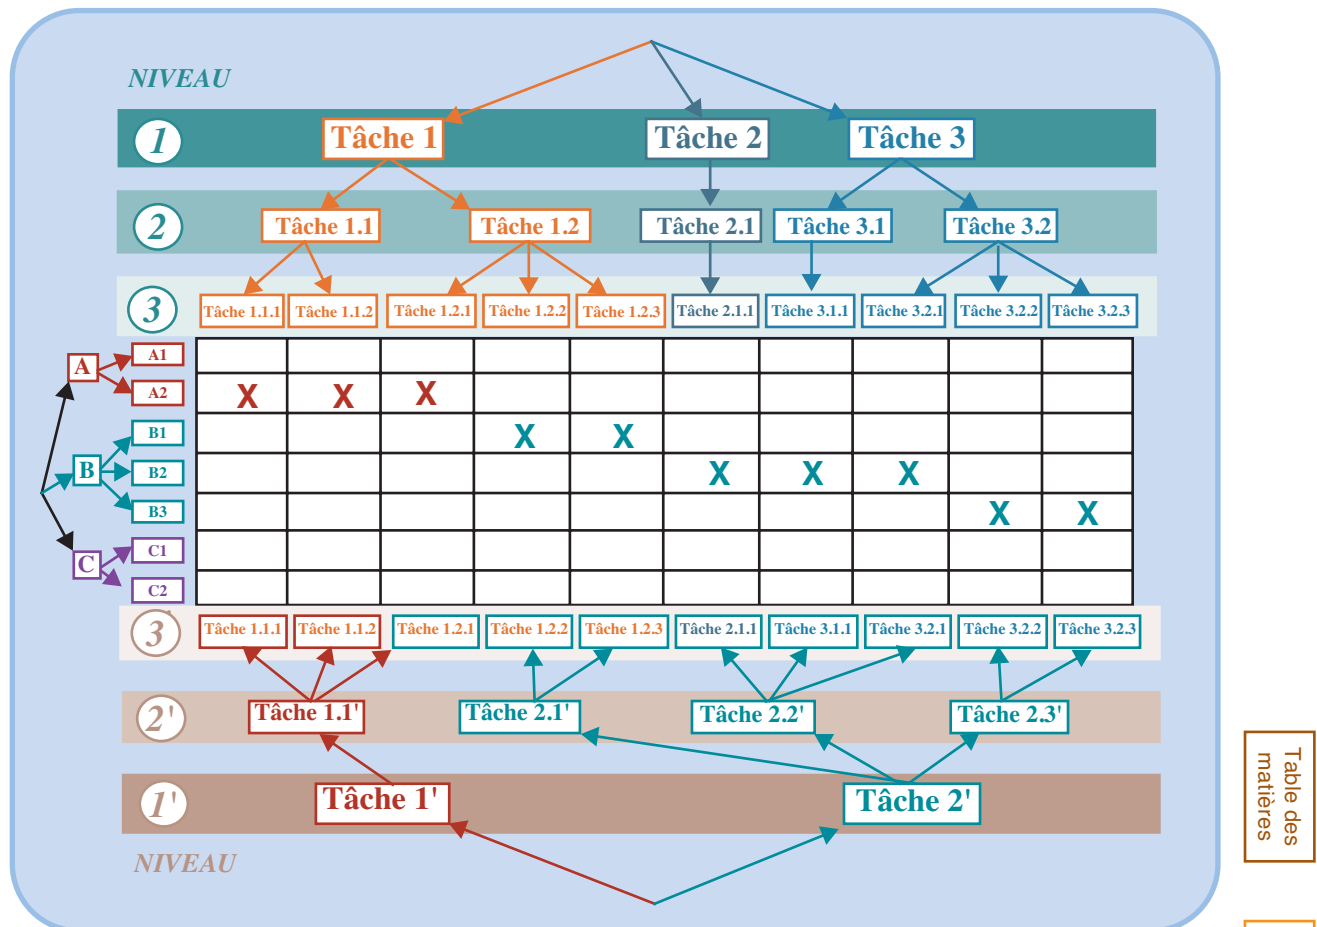 NIVEAU
1 Tâche 1 Tâche 2 Tâche 3
2 Tâche 1.1 Tâche 1.2 Tâche 2.1 Tâche 3.1 Tâche 3.2
3 Tâche 1.1.1 Tâche 1.1.2 Tâche 1.2.1 Tâche 1.2.2 Tâche 1.2.3 Tâche 2.1.1 Tâche 3.1.1 Tâche 3.2.1 Tâche 3.2.2 Tâche 3.2.3
A1
A
A2 X X X
B1 X X
B B2 X X X
B3 X X
C1
C
C2
3 Tâche 1.1.1 Tâche 1.1.2 Tâche 1.2.1 Tâche 1.2.2 Tâche 1.2.3 Tâche 2.1.1 Tâche 3.1.1 Tâche 3.2.1 Tâche 3.2.2 Tâche 3.2.3
2' Tâche 1.1' Tâche 2.1' Tâche 2.2' Tâche 2.3'
1' Tâche 1' Tâche 2'
NIVEAU
Table des
matières